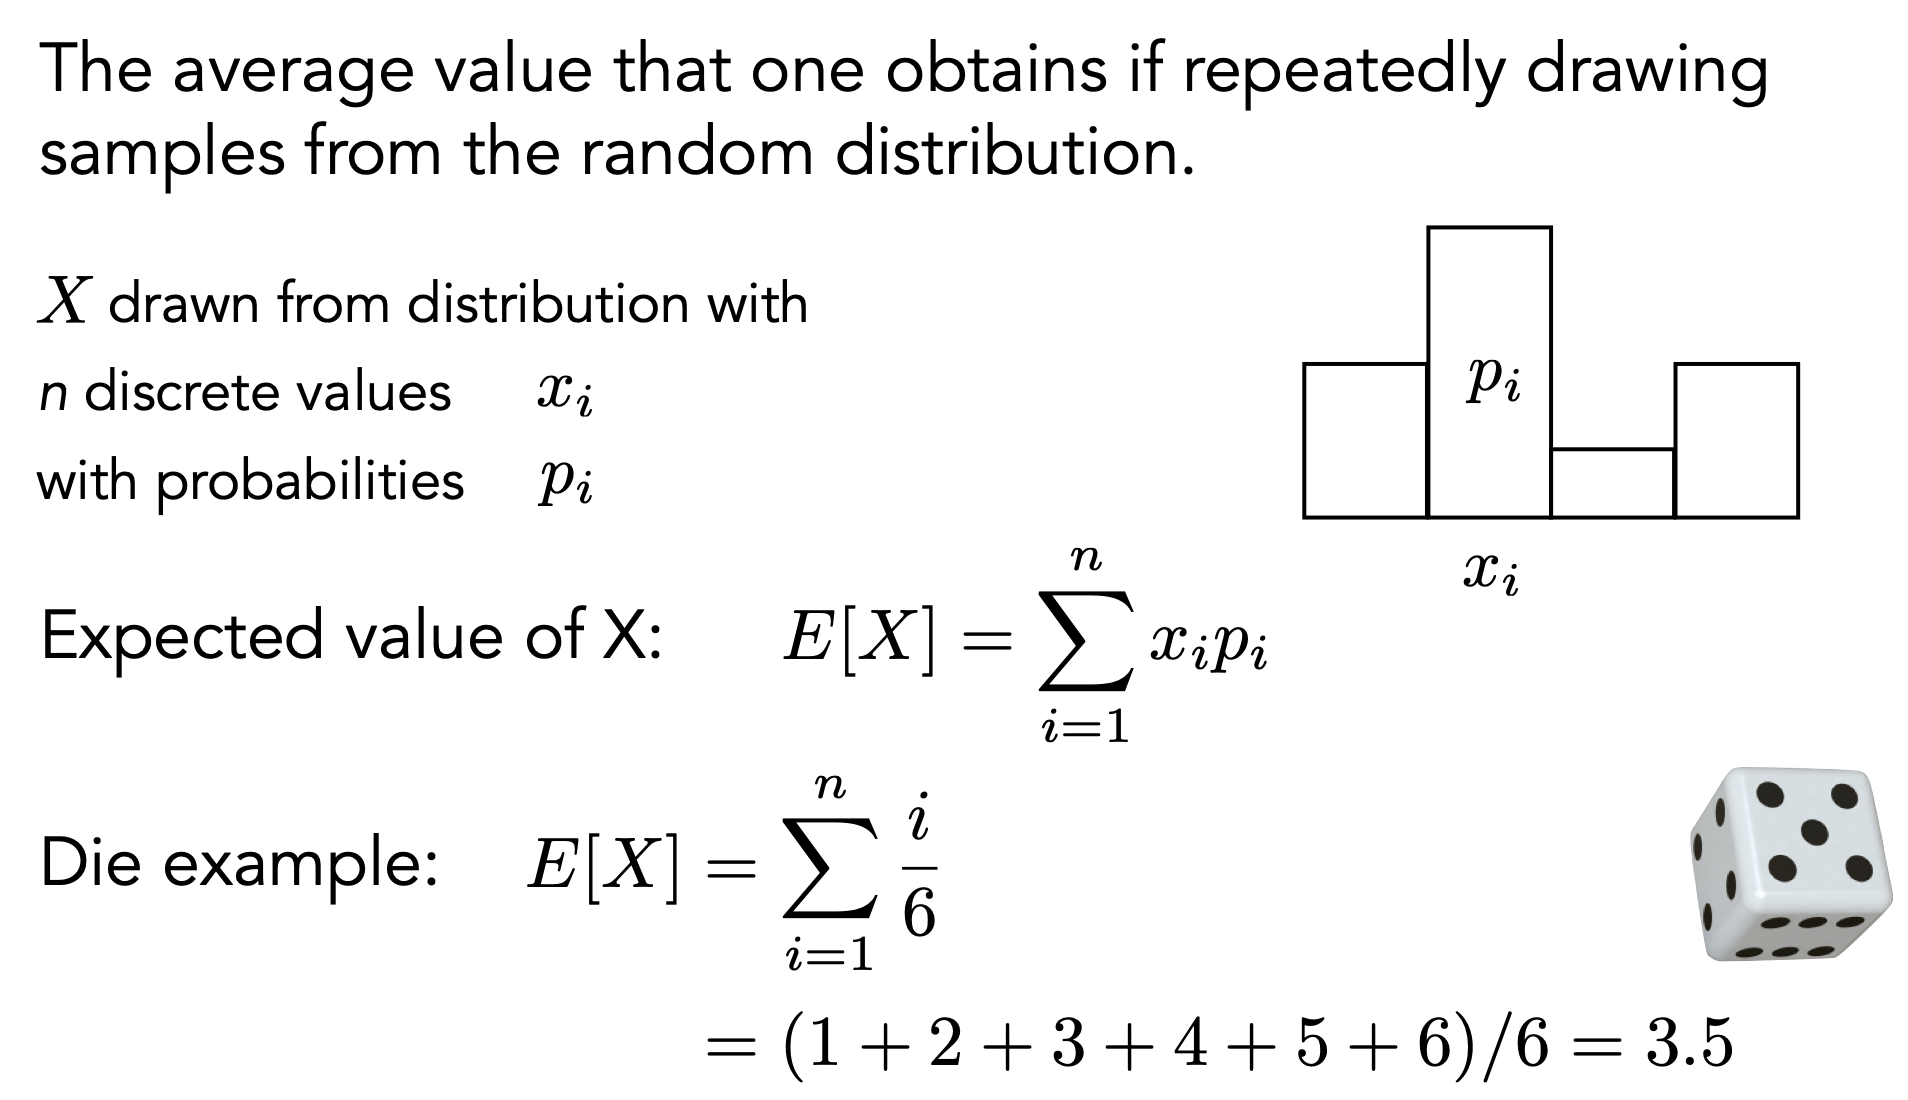 The average value that one obtains if repeatedly drawing
samples from the random distribution.
X drawn from distribution with
n discrete values x_i
with probabilities p_i
p_i
x_i
Expected value of X: E[X] = \sum_{i=1}^{n} x_i p_i
Die example: E[X] = \sum_{i=1}^{n} \frac{i}{6}
= (1 + 2 + 3 + 4 + 5 + 6)/6 = 3.5